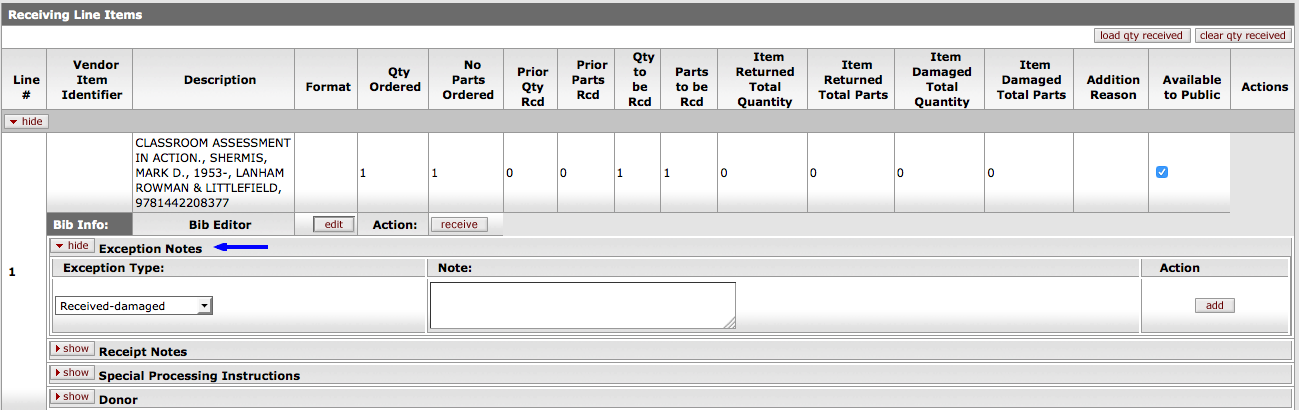 Receiving Line Items
load qty received clear qty received
Line # Vendor Item Identifier Description Format Qty Ordered No Parts Ordered Prior Qty Rcd Prior Parts Rcd Qty to be Rcd Parts to be Rcd Item Returned Total Quantity Item Returned Total Parts Item Damaged Total Quantity Item Damaged Total Parts Addition Reason Available to Public Actions
hide
CLASSROOM ASSESSMENT
IN ACTION., SHERMIS,
MARK D., 1953-, LANHAM
ROWMAN & LITTLEFIELD,
9781442208377
1 1 0 0 1 1 0 0 0 0
Bib Info: Bib Editor edit Action: receive
hide Exception Notes
1
Exception Type: Note: Action
Received-damaged add
show Receipt Notes
show Special Processing Instructions
show Donor